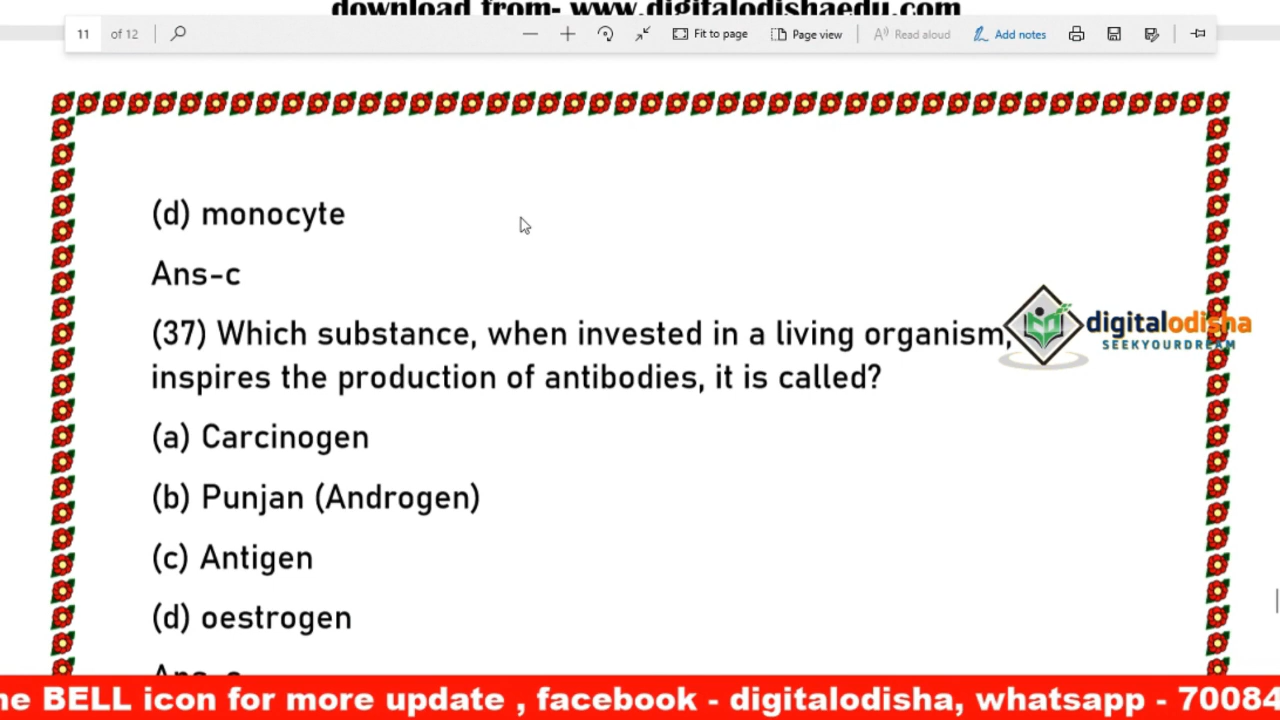 download from- www.digitalodishaedu.com
11 of 12 Fit to page Page view Read aloud Add notes
(d) monocyte
Ans-c
(37) Which substance, when invested in a living organism,
digitalodisha
SEEKYOURDREAM
inspires the production of antibodies, it is called?
(a) Carcinogen
(b) Punjan (Androgen)
(c) Antigen
(d) oestrogen
he BELL icon for more update , facebook - digitalodisha, whatsapp - 70084